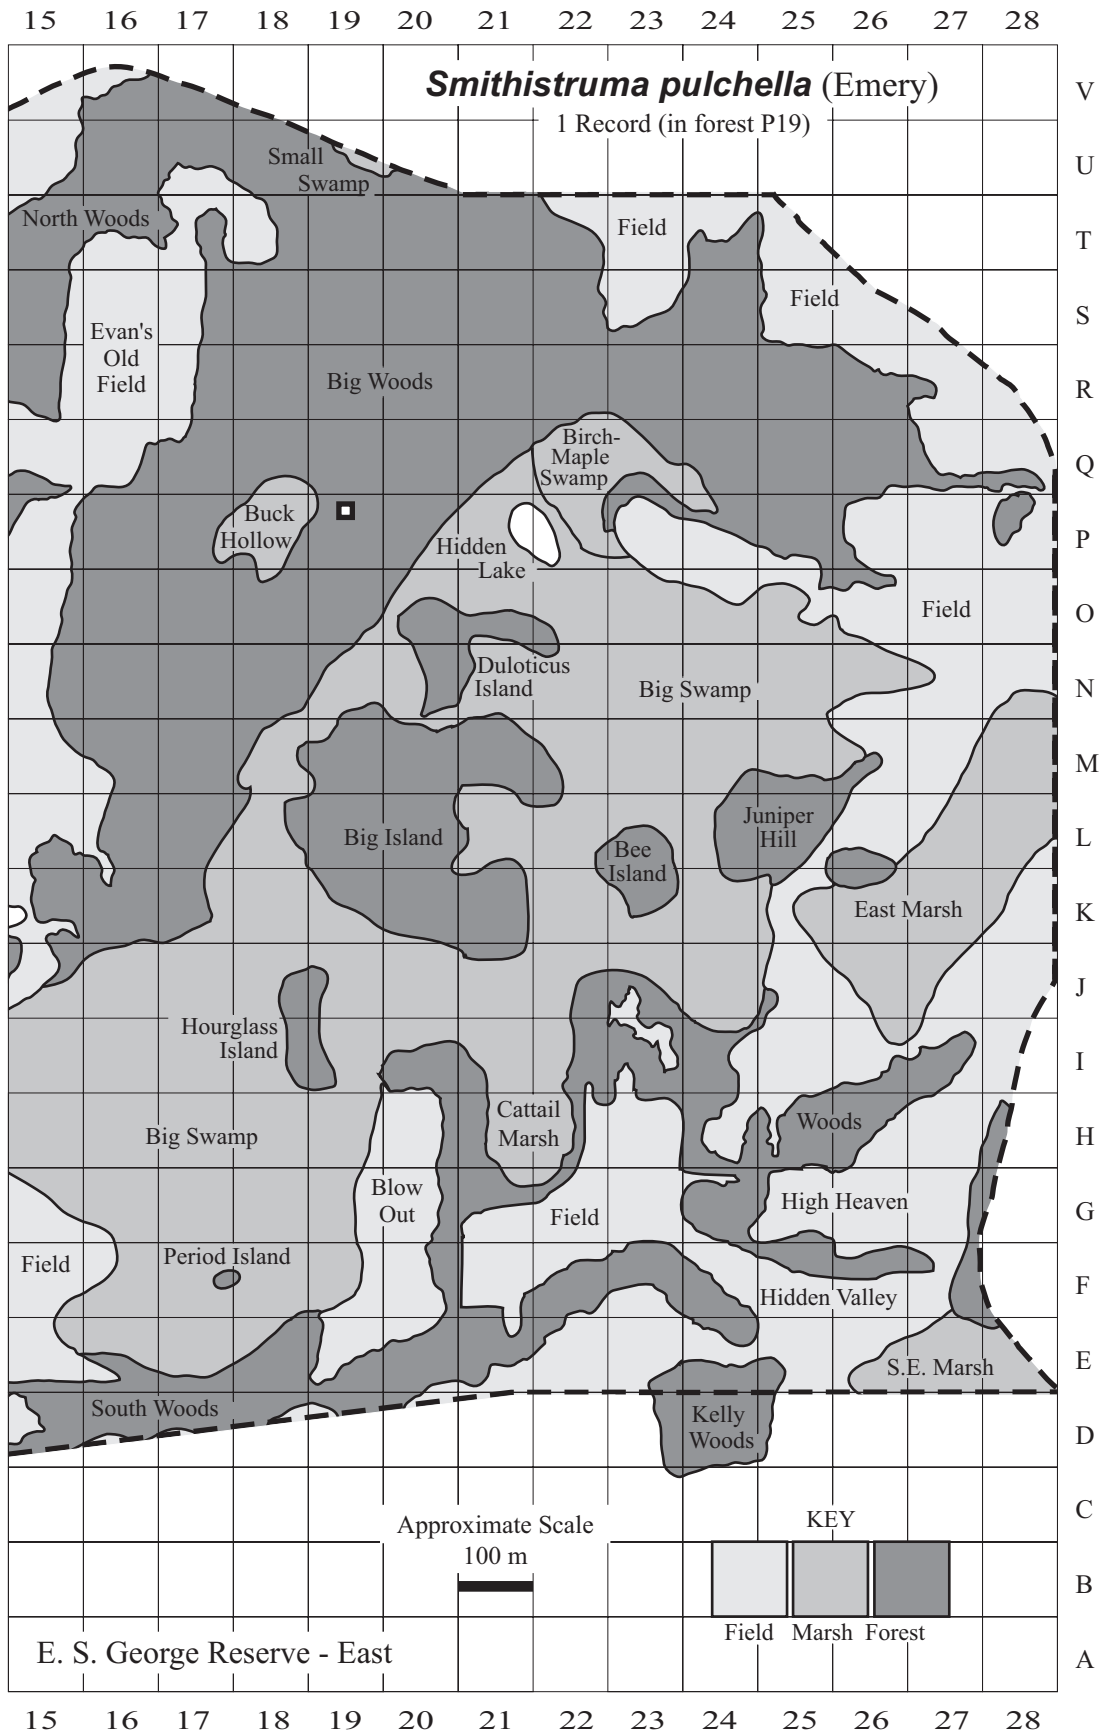 15 16 17 18 19 20 21 22 23 24 25 26 27 28
Smithistruma pulchella (Emery)
V
1 Record (in forest P19)
Small
Swamp
U
North Woods
Field
T
Field
S
Evan's
Old
Field
Big Woods
R
Birch-
Maple
Swamp
Q
Buck
Hollow
Hidden
Lake
P
Field
O
Duloticus
Island
Big Swamp
N
M
Big Island
Juniper
Hill
L
Bee
Island
East Marsh
K
J
Hourglass
Island
I
Cattail
Marsh
Woods
Big Swamp
H
Blow
Out
Field
High Heaven
G
Field
Period Island
Hidden Valley
F
S.E. Marsh
E
South Woods
Kelly
Woods
D
Approximate Scale
100 m
KEY
C
B
Field Marsh Forest
E. S. George Reserve - East
A
15 16 17 18 19 20 21 22 23 24 25 26 27 28